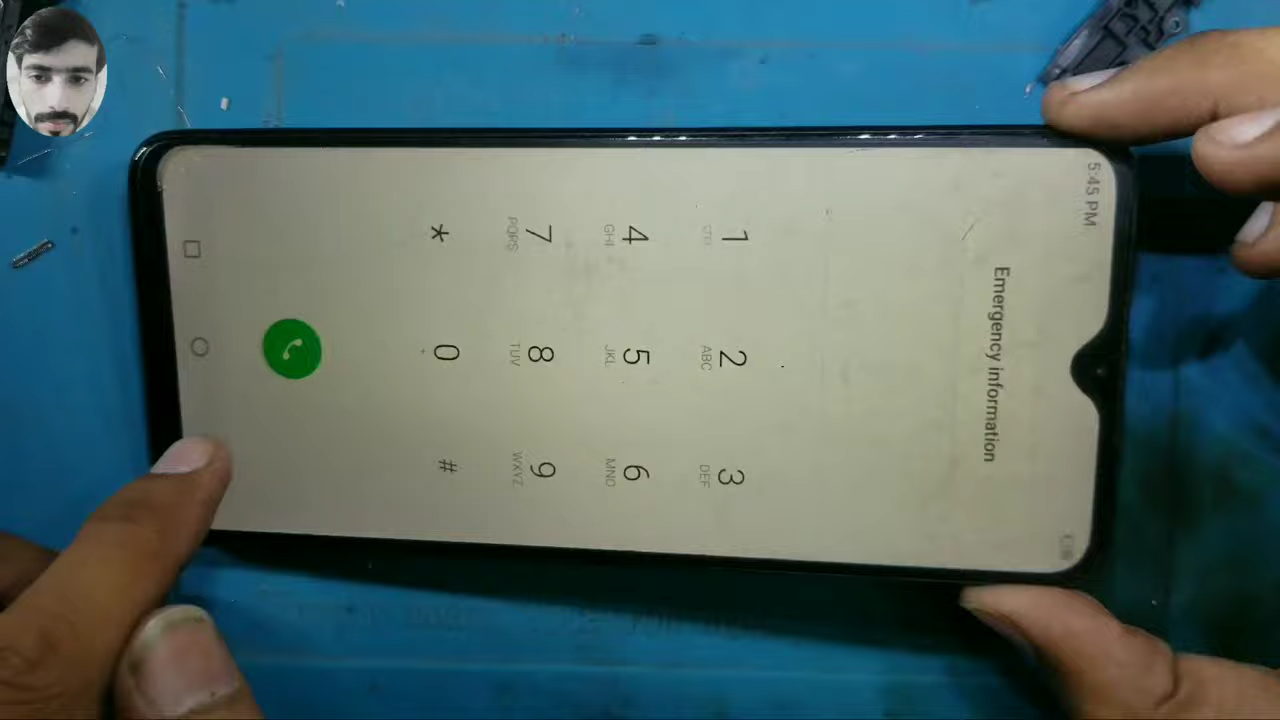 5:45 PM
Emergency information
1
2 ABC
3 DEF
4 GHI
5 JKL
6 MNO
7 PQRS
8 TUV
9 WXYZ
*
0 +
#